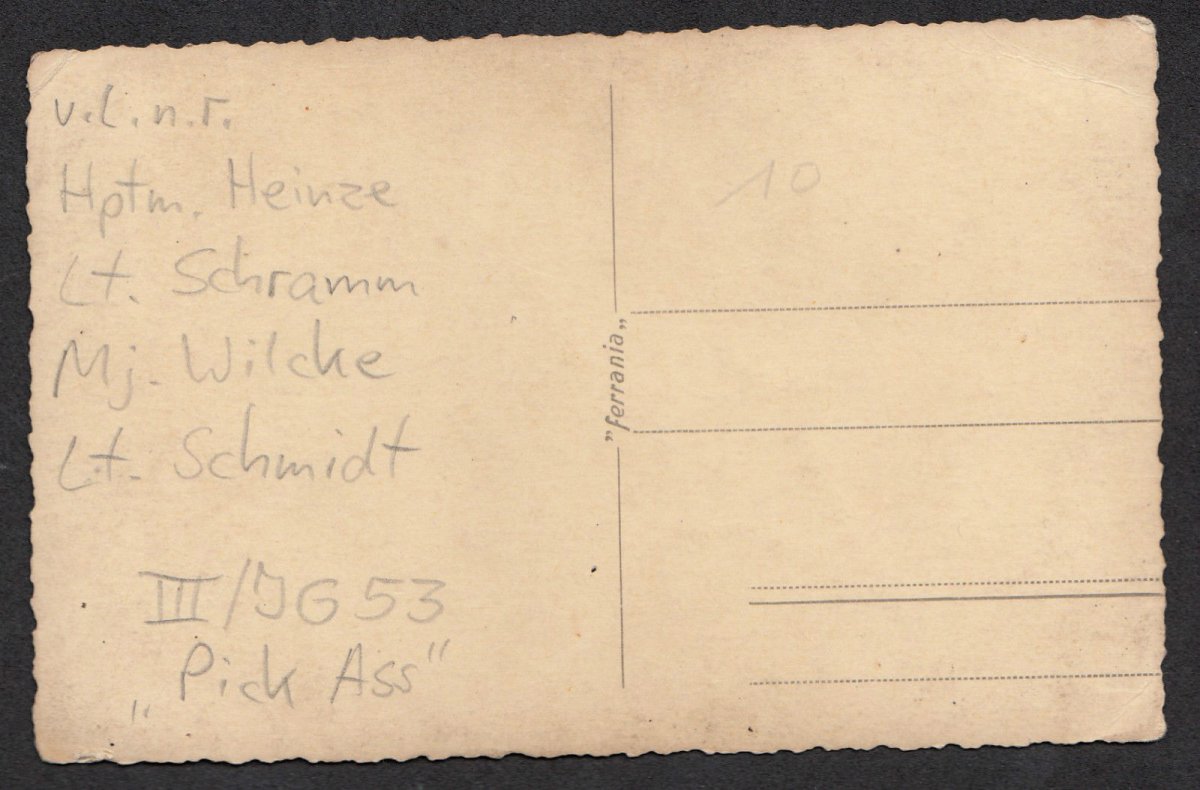 v.l.n.r.
Hptm. Heinze
Lt. Schramm
Mj. Wilcke
Lt. Schmidt
III/JG 53
„Pick Ass“
"ferrania„
10